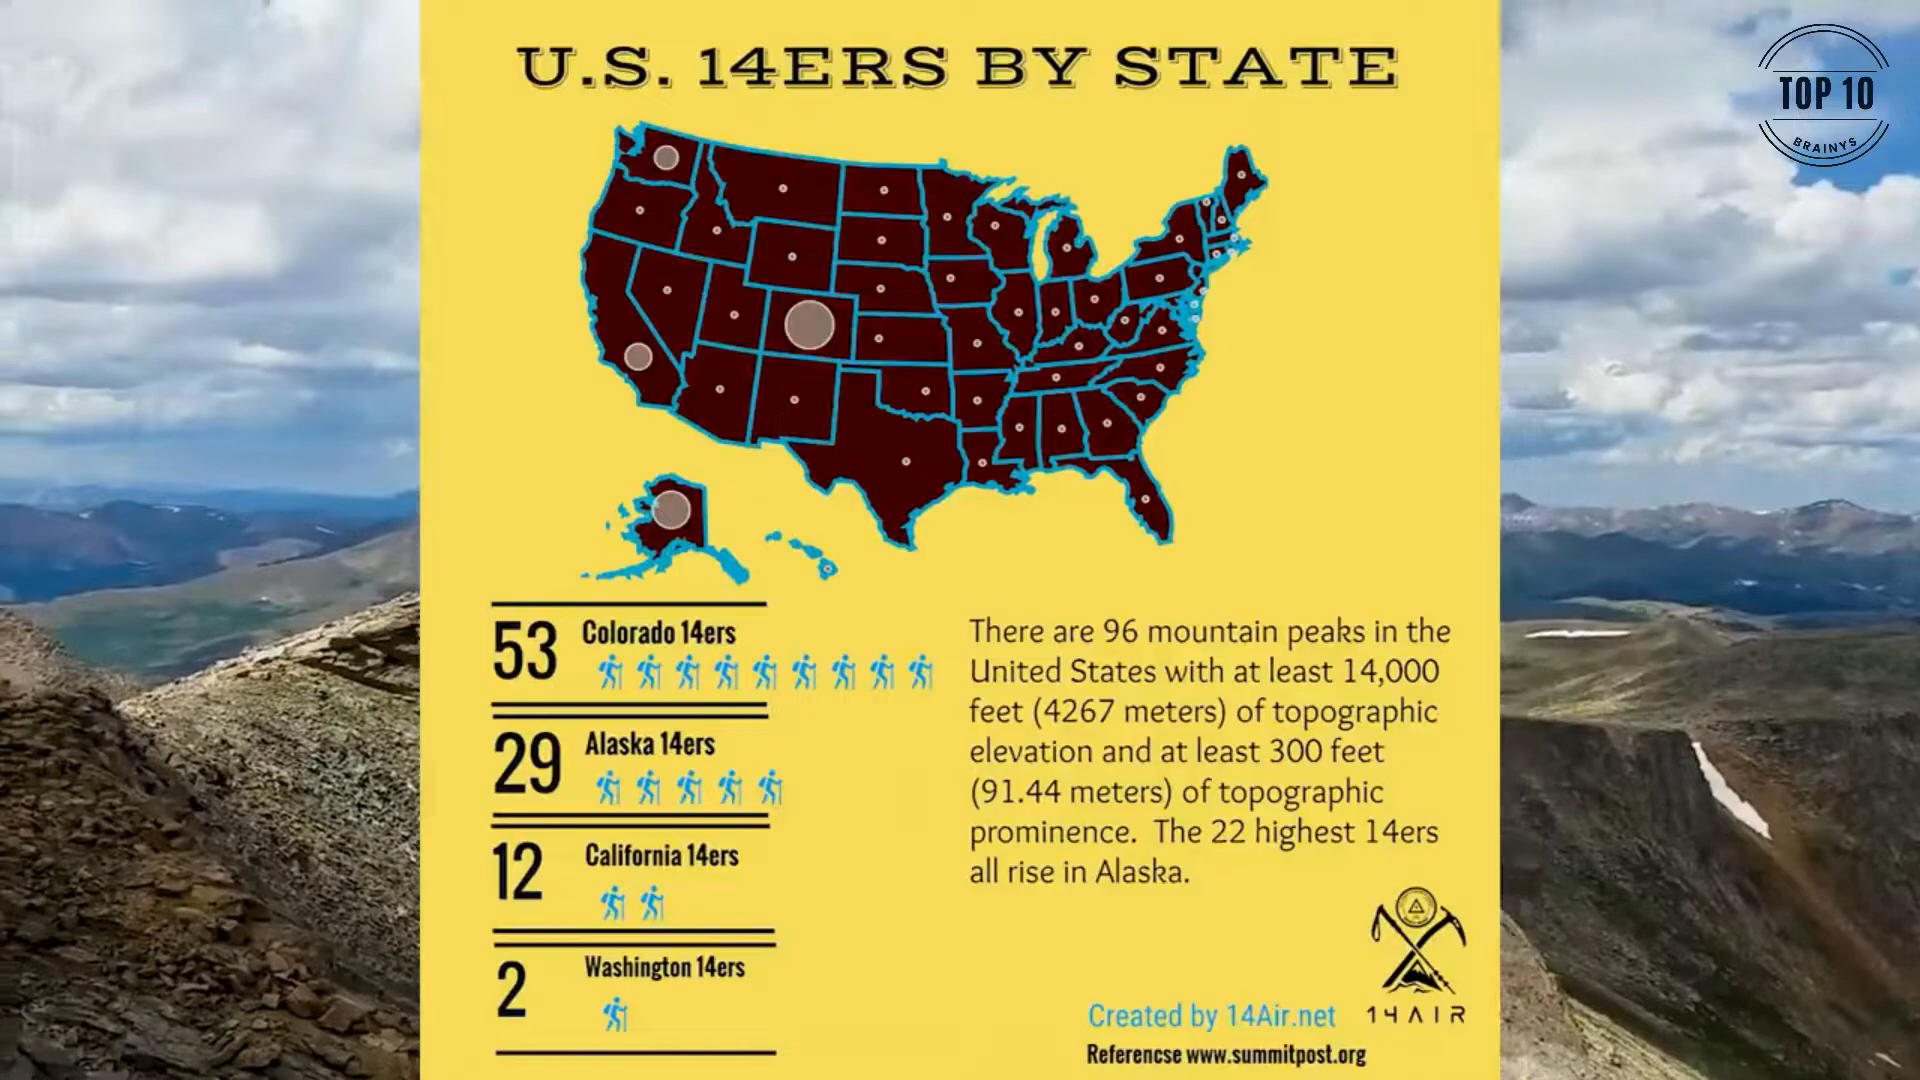 U.S. 14ERS BY STATE
TOP 10
BRAINYS
53 Colorado 14ers
29 Alaska 14ers
12 California 14ers
2 Washington 14ers
There are 96 mountain peaks in the
United States with at least 14,000
feet (4267 meters) of topographic
elevation and at least 300 feet
(91.44 meters) of topographic
prominence. The 22 highest 14ers
all rise in Alaska.
Created by 14Air.net
14AIR
Referencse www.summitpost.org